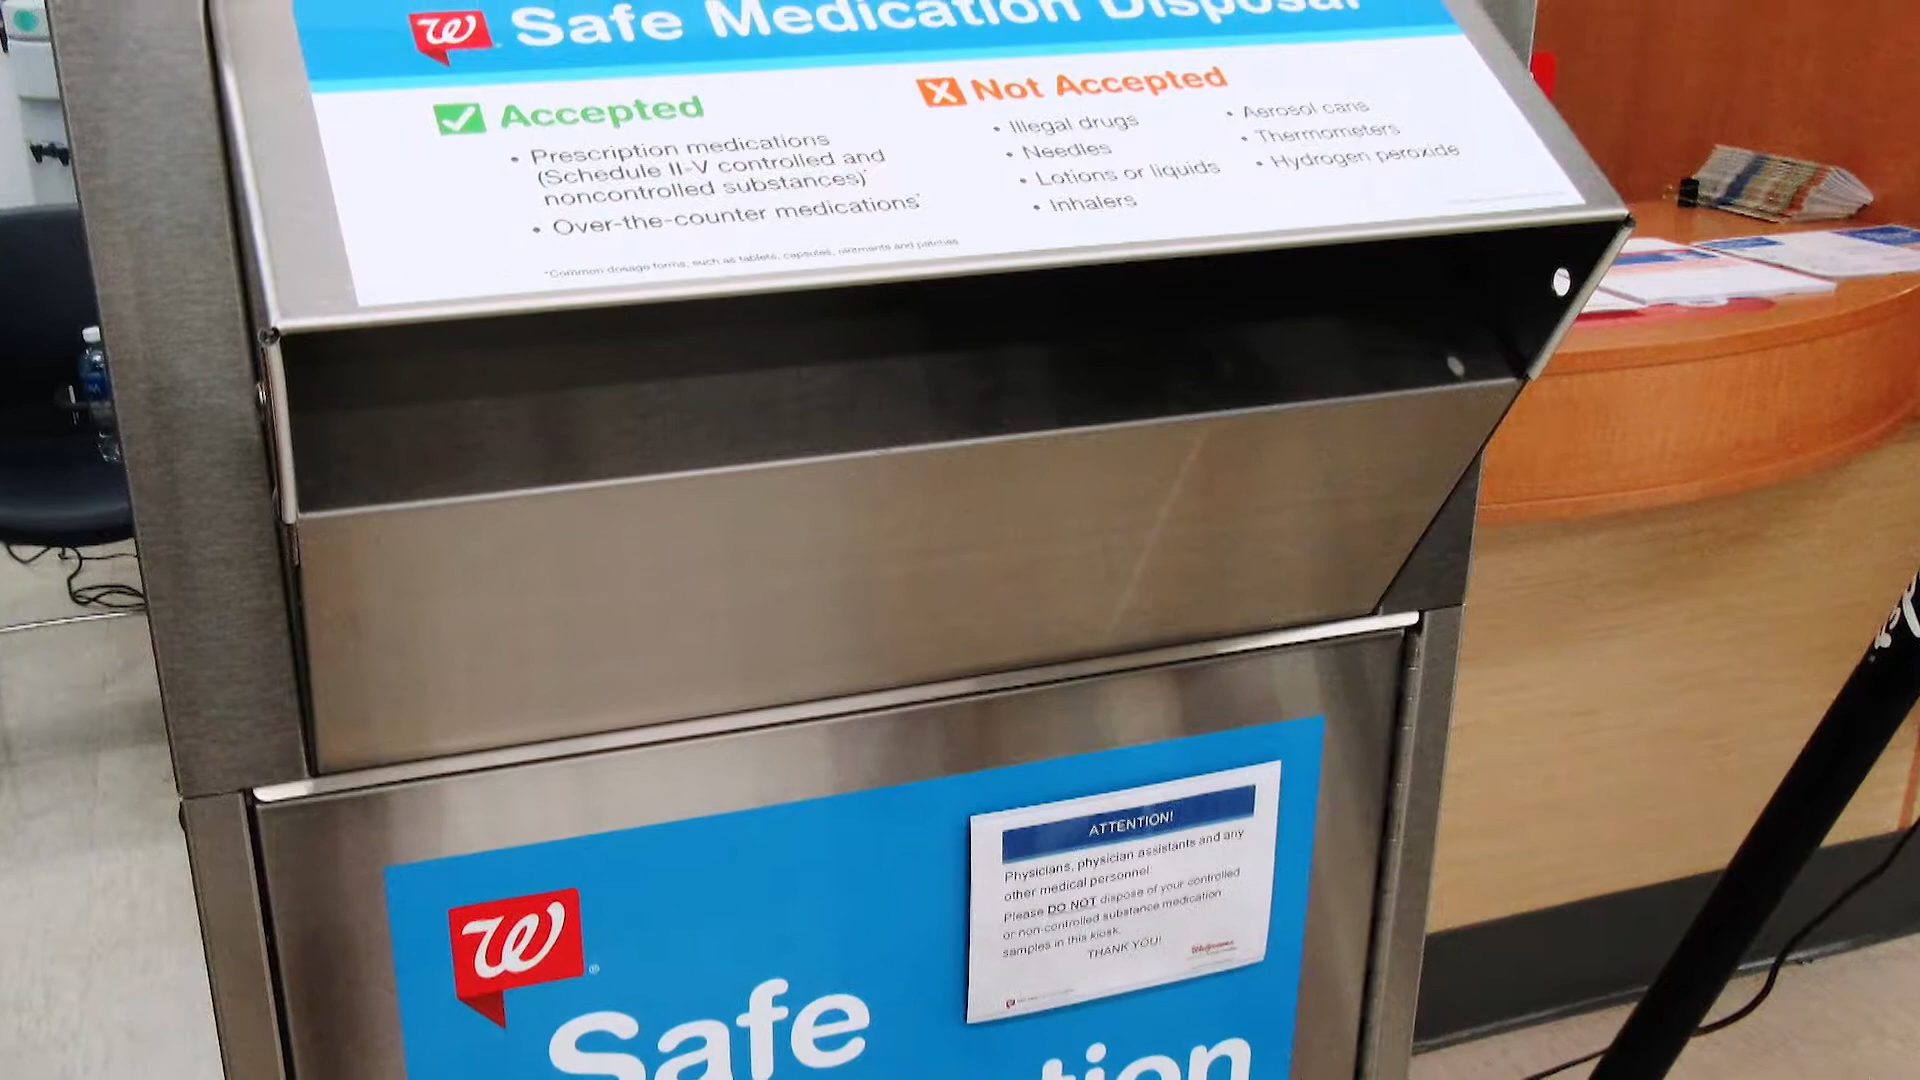 Safe Medication Disposal
Accepted
• Prescription medications
(Schedule II-V controlled and
noncontrolled substances)*
• Over-the-counter medications*
*Common dosage forms, such as tablets, capsules, ointments and patches
Not Accepted
• Illegal drugs
• Needles
• Lotions or liquids
• Inhalers
• Aerosol cans
• Thermometers
• Hydrogen peroxide
ATTENTION!
Physicians, physician assistants and any
other medical personnel:
Please DO NOT dispose of your controlled
or non-controlled substance medication
samples in this kiosk.
THANK YOU!
Walgreens
W®
Safe
tion